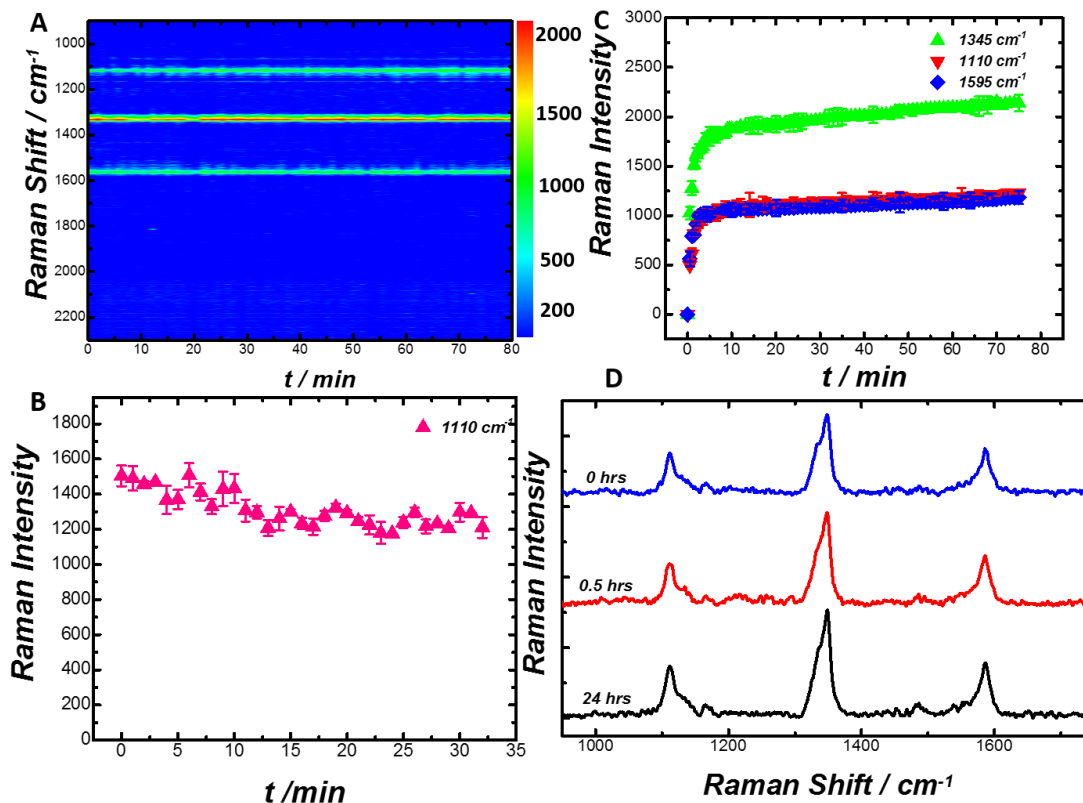 A
Raman Shift / cm-1
1000
1200
1400
1600
1800
2000
2200
0 10 20 30 40 50 60 70 80
t / min
2000
1500
1000
500
200
C
Raman Intensity
3000
2500
2000
1500
1000
500
0
1345 cm-1
1110 cm-1
1595 cm-1
0 10 20 30 40 50 60 70 80
t / min
B
Raman Intensity
1800
1600
1400
1200
1000
800
600
400
200
0
1110 cm-1
0 5 10 15 20 25 30 35
t /min
D
Raman Intensity
0 hrs
0.5 hrs
24 hrs
1000 1200 1400 1600
Raman Shift / cm-1